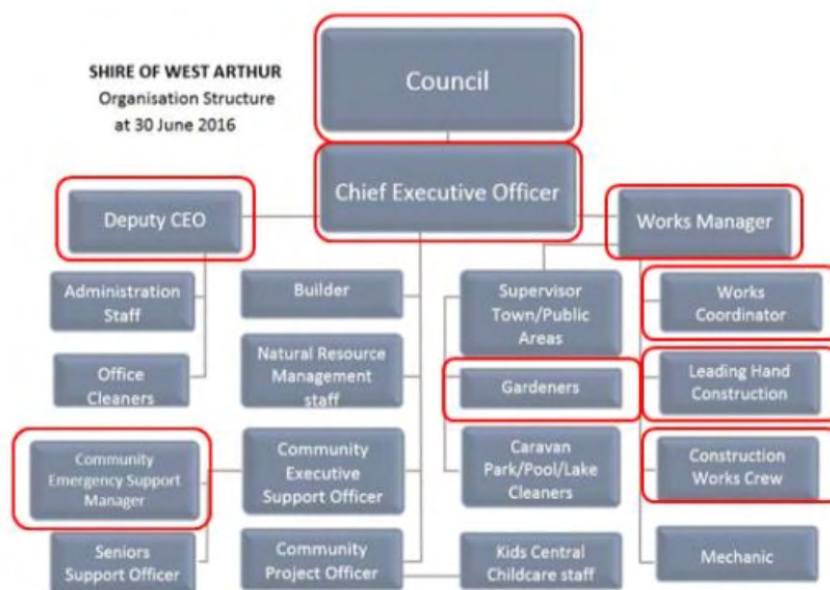 SHIRE OF WEST ARTHUR
Organisation Structure
at 30 June 2016
Council
Chief Executive Officer
Deputy CEO
Works Manager
Administration
Staff
Builder
Supervisor
Town/Public
Areas
Works
Coordinator
Office
Cleaners
Natural Resource
Management
staff
Gardeners
Leading Hand
Construction
Community
Emergency Support
Manager
Community
Executive
Support Officer
Caravan
Park/Pool/Lake
Cleaners
Construction
Works Crew
Seniors
Support Officer
Community
Project Officer
Kids Central
Childcare staff
Mechanic